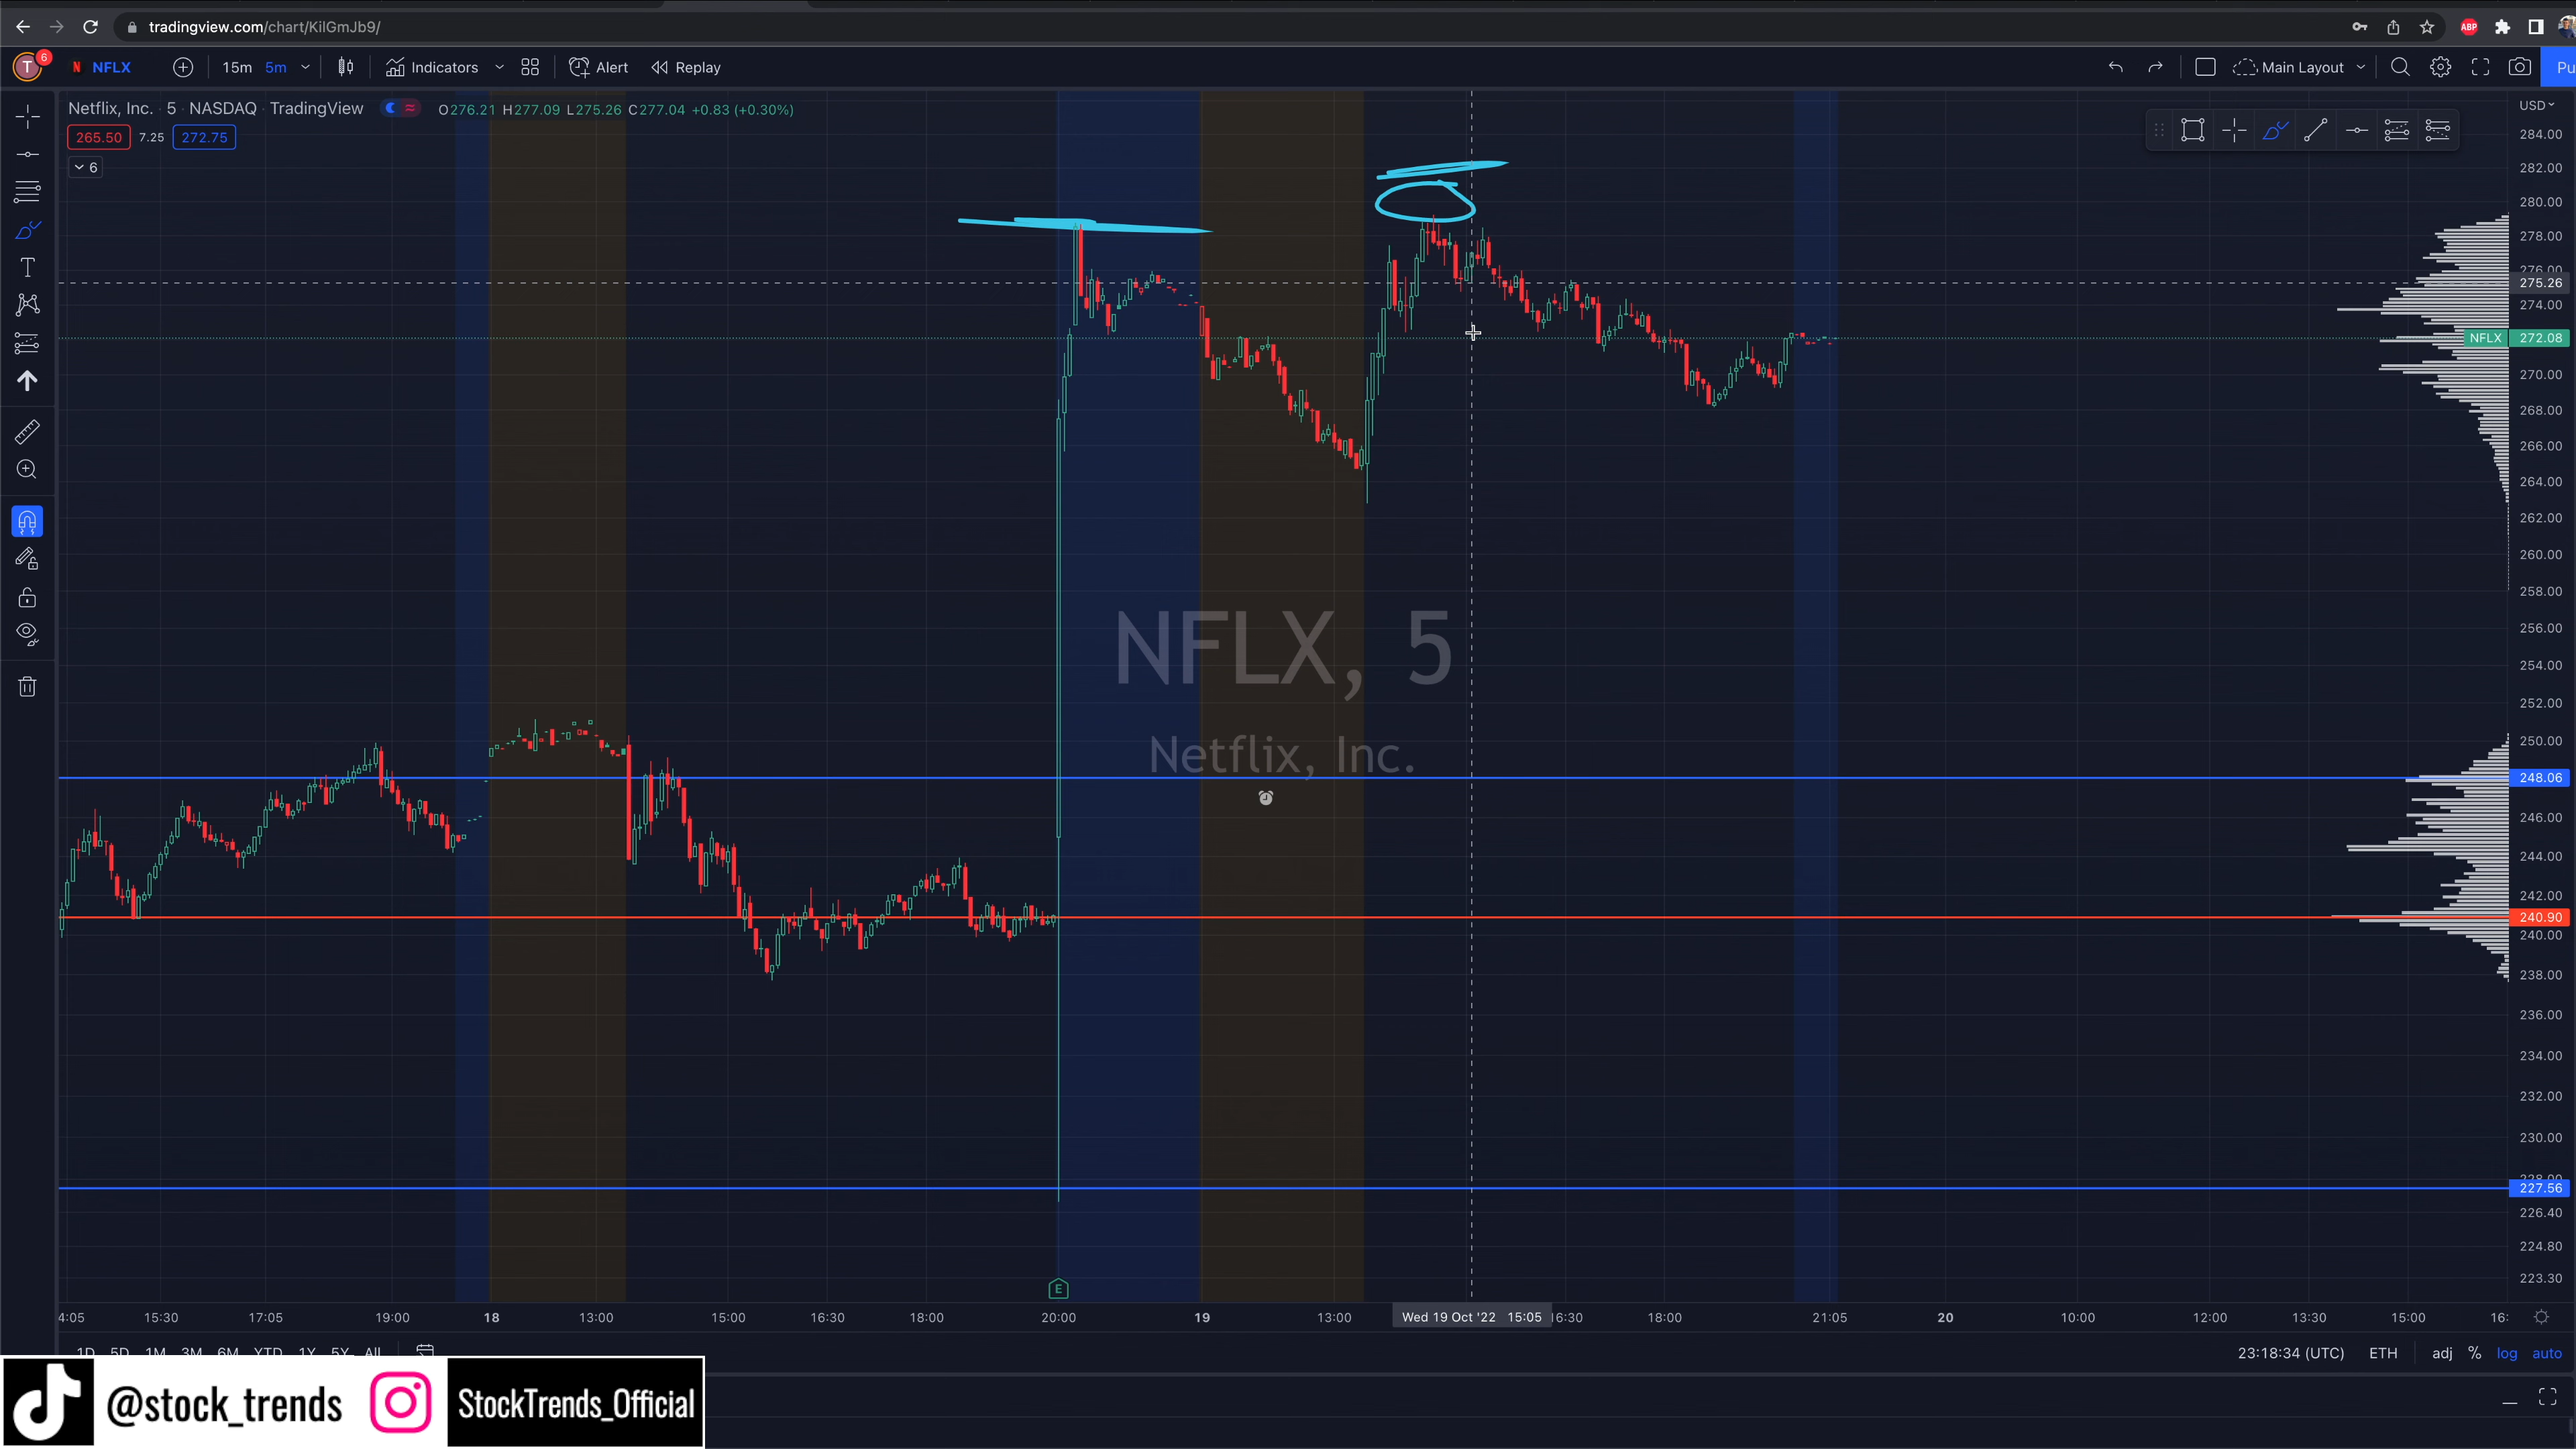 tradingview.com/chart/KilGmJb9/
ABP
T 6 NFLX 15m 5m Indicators Alert Replay Main Layout Pu
Netflix, Inc. · 5 · NASDAQ · TradingView O276.21 H277.09 L275.26 C277.04 +0.83 (+0.30%)
265.50 7.25 272.75
6
USD
284.00
282.00
280.00
278.00
276.00
275.26
274.00
NFLX 272.08
270.00
268.00
266.00
264.00
262.00
260.00
258.00
256.00
254.00
252.00
250.00
248.06
246.00
244.00
242.00
240.90
240.00
238.00
236.00
234.00
232.00
230.00
228.00
227.56
226.40
224.80
223.30
NFLX, 5
Netflix, Inc.
E
4:05 15:30 17:05 19:00 18 13:00 15:00 16:30 18:00 20:00 19 13:00 Wed 19 Oct '22 15:05 6:30 18:00 21:05 20 10:00 12:00 13:30 15:00 16:
1D 5D 1M 3M 6M YTD 1Y 5Y All 23:18:34 (UTC) ETH adj % log auto
@stock_trends StockTrends_Official